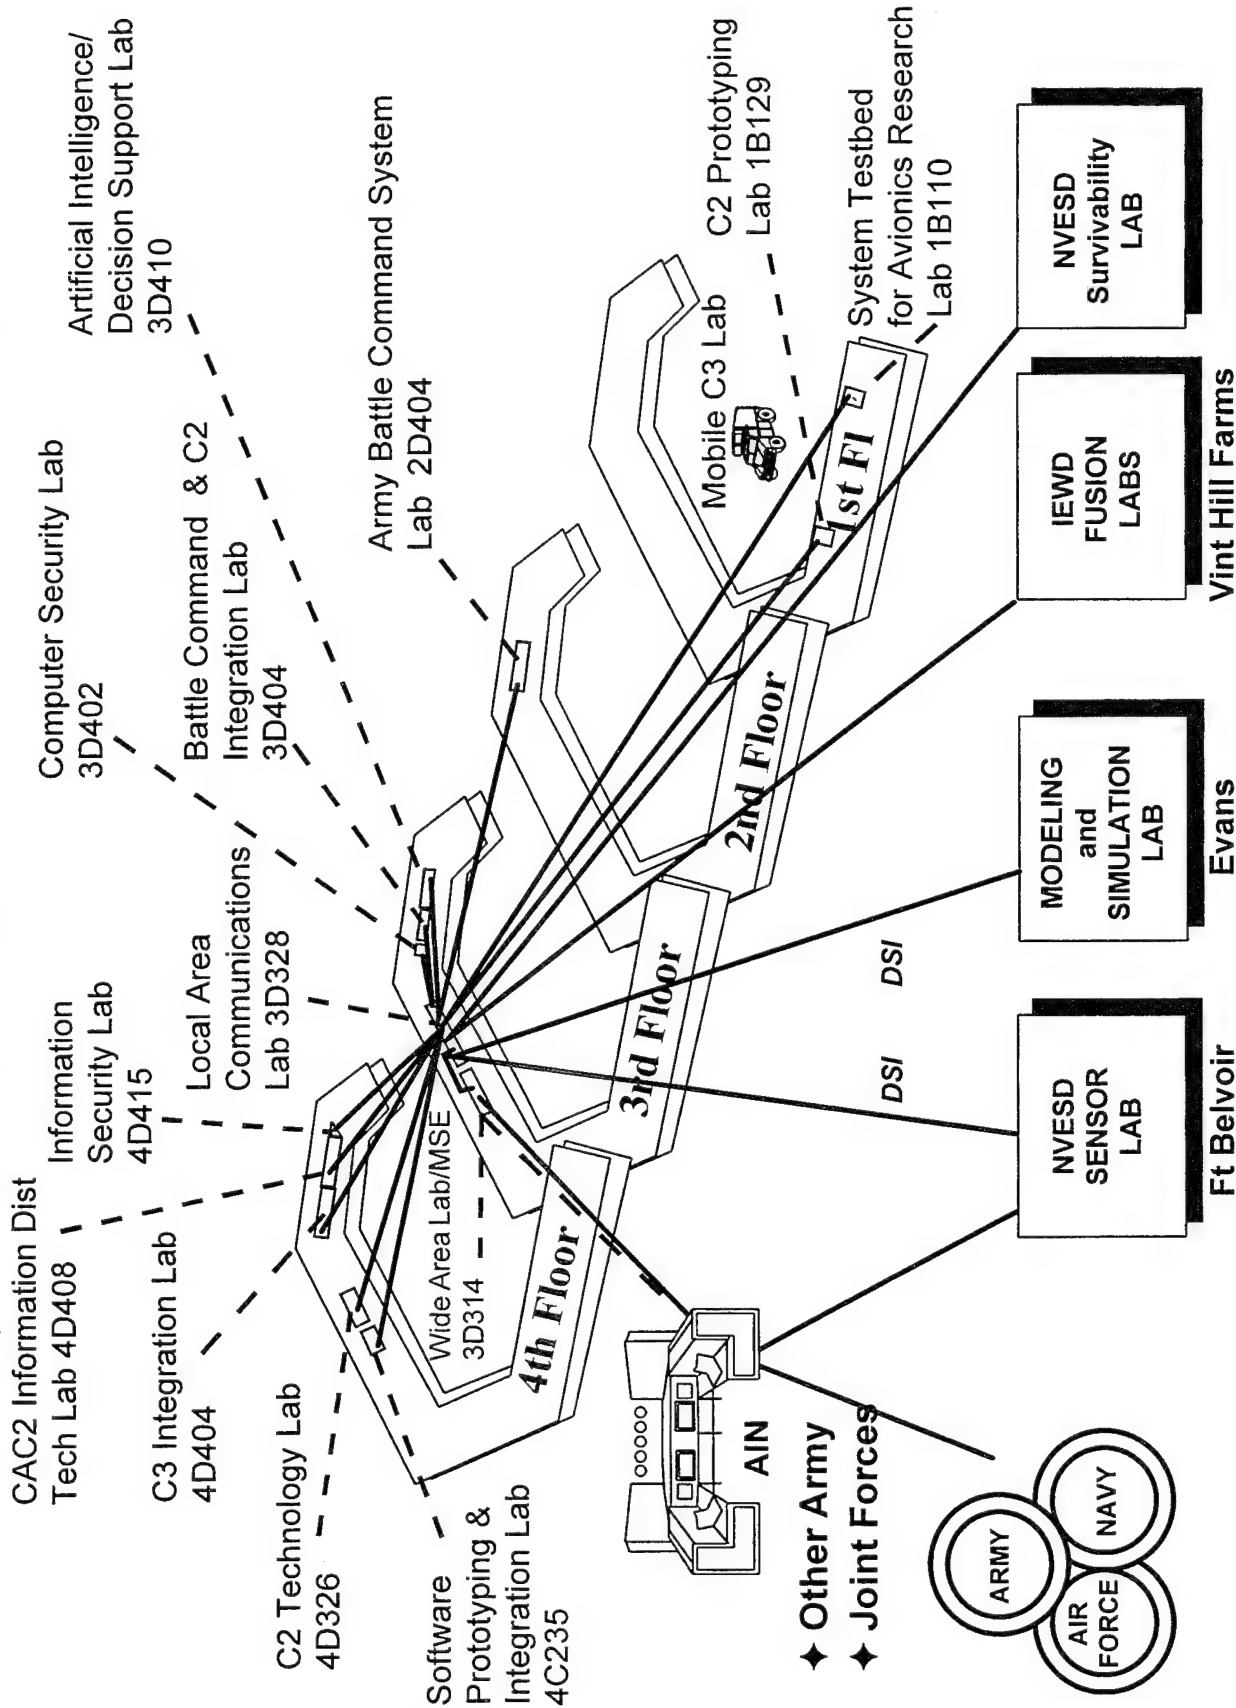 CAC2 Information Dist
Tech Lab 4D408
Information
Security Lab
4D415
Computer Security Lab
3D402
Artificial Intelligence/
Decision Support Lab
3D410
C3 Integration Lab
4D404
Local Area
Communications
Lab 3D328
Battle Command & C2
Integration Lab
3D404
C2 Technology Lab
4D326
Army Battle Command System
Lab 2D404
Software
Prototyping &
Integration Lab
4C235
Wide Area Lab/MSE
3D314
4th Floor
3rd Floor
2nd Floor
1st Fl
Mobile C3 Lab
C2 Prototyping
Lab 1B129
System Testbed
for Avionics Research
Lab 1B110
AIN
Other Army
Joint Forces
DSI
DSI
ARMY
AIR
FORCE
NAVY
NVESD
SENSOR
LAB
Ft Belvoir
MODELING
and
SIMULATION
LAB
Evans
IEWD
FUSION
LABS
Vint Hill Farms
NVESD
Survivability
LAB